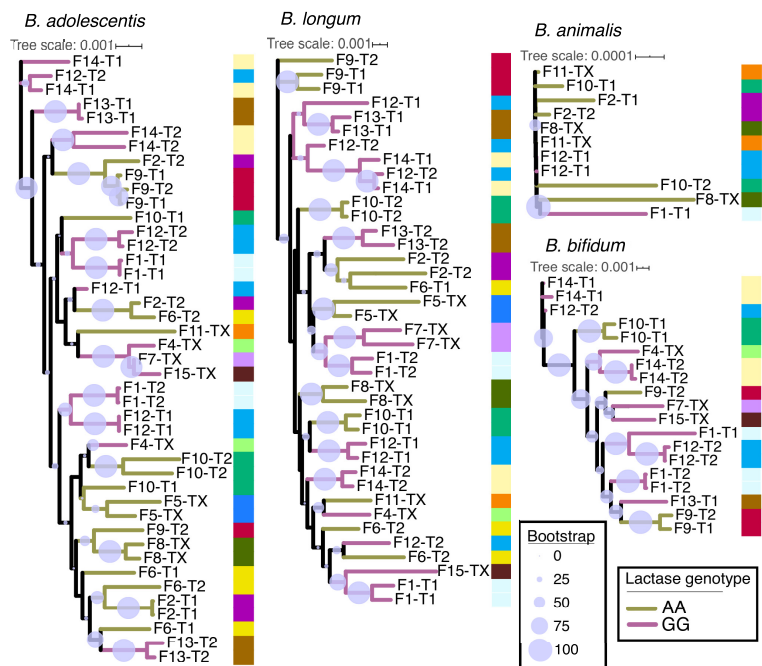 B. adolescentis
Tree scale: 0.001
F14-T1
F12-T2
F14-T1
F13-T1
F13-T1
F14-T2
F14-T2
F2-T2
F9-T1
F9-T2
F9-T1
F10-T1
F12-T2
F12-T2
F1-T1
F1-T1
F12-T1
F2-T2
F6-T2
F11-TX
F4-TX
F7-TX
F15-TX
F1-T2
F1-T2
F12-T1
F12-T1
F4-TX
F10-T2
F10-T2
F10-T1
F5-TX
F5-TX
F9-T2
F8-TX
F8-TX
F6-T1
F6-T2
F2-T1
F2-T1
F6-T1
F13-T2
F13-T2
B. longum
Tree scale: 0.001
F9-T2
F9-T1
F9-T1
F12-T1
F13-T1
F13-T1
F12-T2
F14-T1
F12-T2
F14-T1
F10-T2
F10-T2
F13-T2
F13-T2
F2-T2
F2-T2
F6-T1
F5-TX
F5-TX
F7-TX
F7-TX
F1-T2
F1-T2
F8-TX
F8-TX
F10-T1
F10-T1
F12-T1
F12-T1
F14-T2
F14-T2
F11-TX
F4-TX
F6-T2
F12-T2
F6-T2
F15-TX
F1-T1
F1-T1
B. animalis
Tree scale: 0.0001
F11-TX
F10-T1
F2-T1
F2-T2
F8-TX
F11-TX
F12-T1
F12-T1
F10-T2
F8-TX
F1-T1
B. bifidum
Tree scale: 0.001
F14-T1
F14-T1
F12-T2
F10-T1
F10-T1
F4-TX
F14-T2
F14-T2
F9-T2
F7-TX
F15-TX
F1-T1
F12-T2
F12-T2
F1-T2
F1-T2
F13-T1
F9-T2
F9-T1
Bootstrap
0
25
50
75
100
Lactase genotype
AA
GG